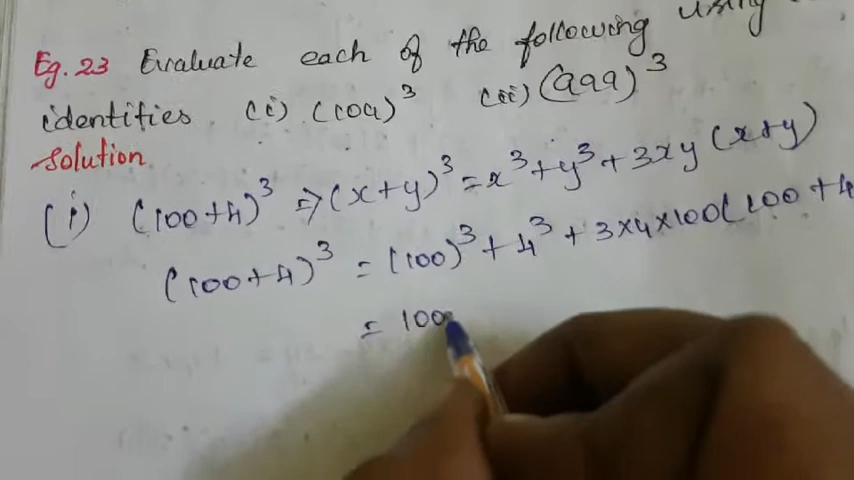 Eg. 23 Evaluate each of the following using
identities (i) (104)³ (ii) (999)³
Solution
(i) (100+4)³ ⇒ (x+y)³ = x³+y³+3xy(x+y)
(100+4)³ = (100)³ + 4³ + 3×4×100(100+4
= 100